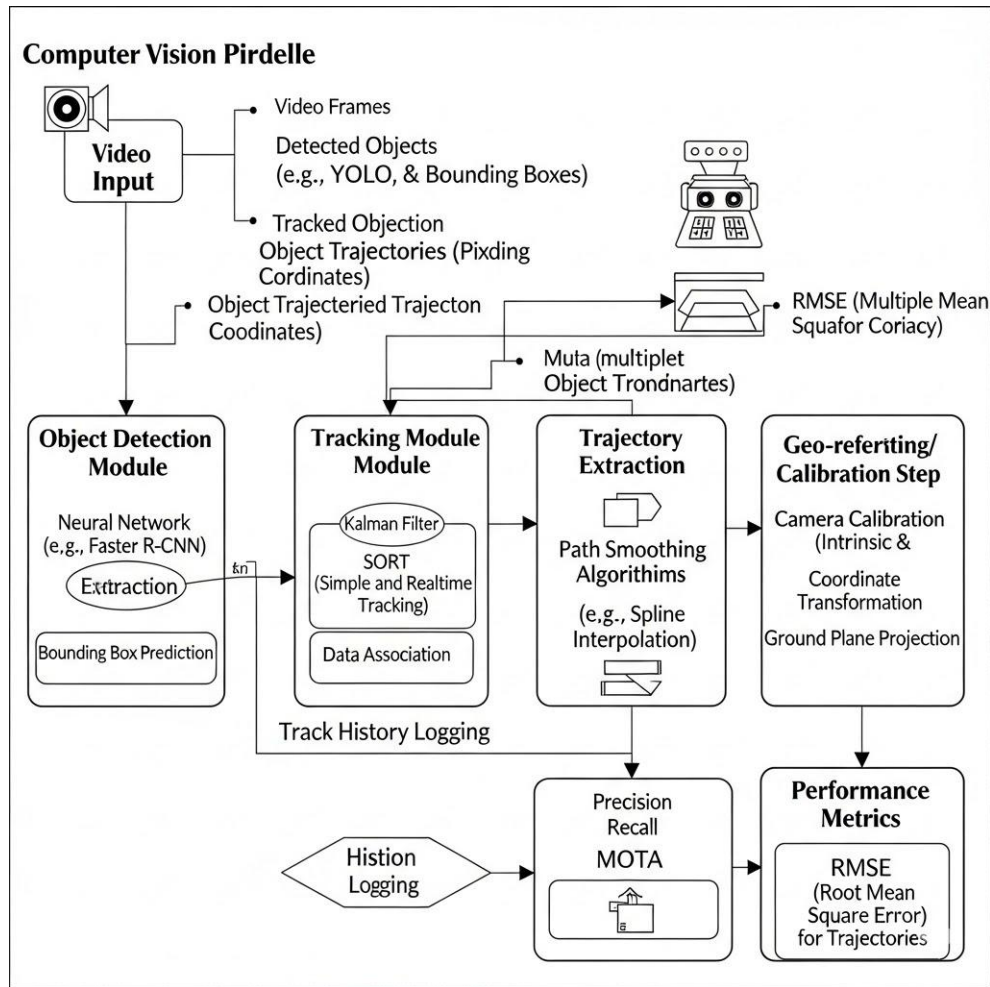 Computer Vision Pirdelle
Video
Input
Video Frames
Detected Objects
(e.g., YOLO, & Bounding Boxes)
Tracked Objection
Object Trajectories (Pixding
Cordinates)
Object Trajecteried Trajecton
Coodinates)
RMSE (Multiple Mean
Squafor Coriacy)
Muta (multiplet
Object Trondnartes)
Object Detection
Module
Neural Network
(e,g., Faster R-CNN)
Extraction
Bounding Box Prediction
Tracking Module
Module
Kalman Filter
SORT
(Simple and Realtime
Tracking)
Data Association
Trajectory
Extraction
Path Smoothing
Algorithims
(e,g., Spline
Interpolation)
Geo-referiting/
Calibration Step
Camera Calibration
(Intrinsic &
Coordinate
Transformation
Ground Plane Projection
Track History Logging
Histion
Logging
Precision
Recall
MOTA
Performance
Metrics
RMSE
(Root Mean
Square Error)
for Trajectories